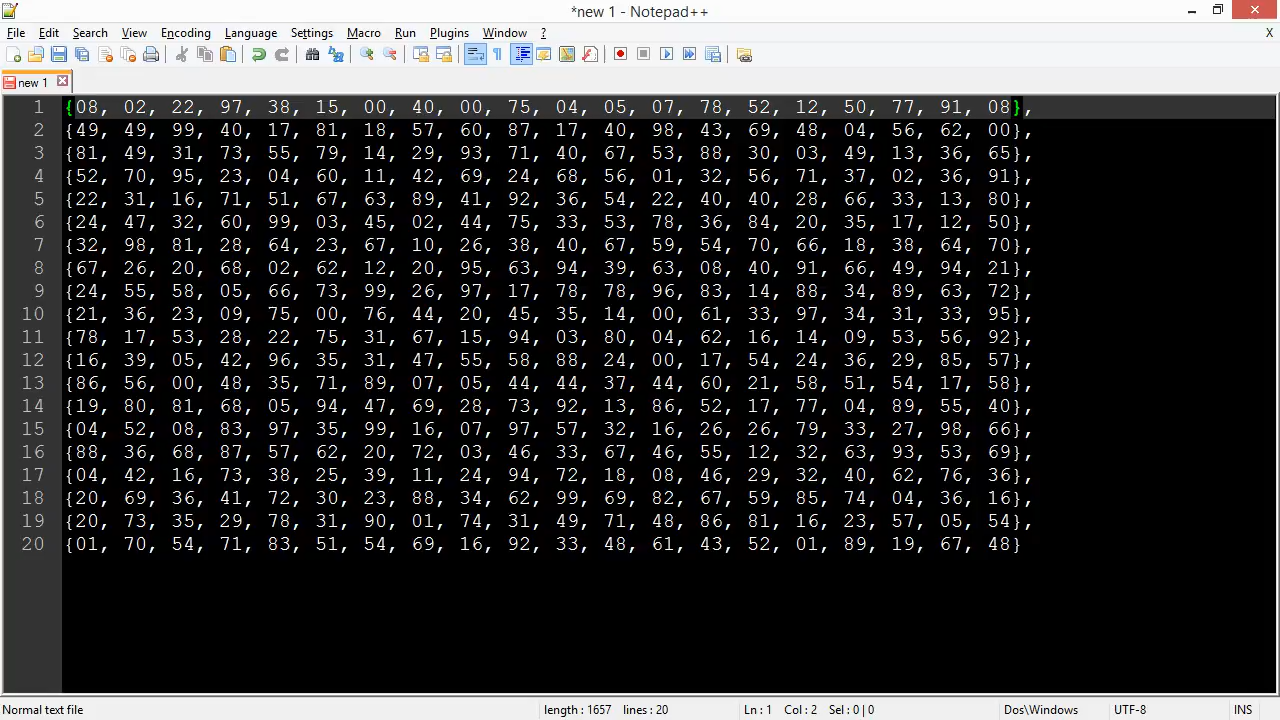 *new 1 - Notepad++
File Edit Search View Encoding Language Settings Macro Run Plugins Window ? X
new 1
1 {08, 02, 22, 97, 38, 15, 00, 40, 00, 75, 04, 05, 07, 78, 52, 12, 50, 77, 91, 08},
2 {49, 49, 99, 40, 17, 81, 18, 57, 60, 87, 17, 40, 98, 43, 69, 48, 04, 56, 62, 00},
3 {81, 49, 31, 73, 55, 79, 14, 29, 93, 71, 40, 67, 53, 88, 30, 03, 49, 13, 36, 65},
4 {52, 70, 95, 23, 04, 60, 11, 42, 69, 24, 68, 56, 01, 32, 56, 71, 37, 02, 36, 91},
5 {22, 31, 16, 71, 51, 67, 63, 89, 41, 92, 36, 54, 22, 40, 40, 28, 66, 33, 13, 80},
6 {24, 47, 32, 60, 99, 03, 45, 02, 44, 75, 33, 53, 78, 36, 84, 20, 35, 17, 12, 50},
7 {32, 98, 81, 28, 64, 23, 67, 10, 26, 38, 40, 67, 59, 54, 70, 66, 18, 38, 64, 70},
8 {67, 26, 20, 68, 02, 62, 12, 20, 95, 63, 94, 39, 63, 08, 40, 91, 66, 49, 94, 21},
9 {24, 55, 58, 05, 66, 73, 99, 26, 97, 17, 78, 78, 96, 83, 14, 88, 34, 89, 63, 72},
10 {21, 36, 23, 09, 75, 00, 76, 44, 20, 45, 35, 14, 00, 61, 33, 97, 34, 31, 33, 95},
11 {78, 17, 53, 28, 22, 75, 31, 67, 15, 94, 03, 80, 04, 62, 16, 14, 09, 53, 56, 92},
12 {16, 39, 05, 42, 96, 35, 31, 47, 55, 58, 88, 24, 00, 17, 54, 24, 36, 29, 85, 57},
13 {86, 56, 00, 48, 35, 71, 89, 07, 05, 44, 44, 37, 44, 60, 21, 58, 51, 54, 17, 58},
14 {19, 80, 81, 68, 05, 94, 47, 69, 28, 73, 92, 13, 86, 52, 17, 77, 04, 89, 55, 40},
15 {04, 52, 08, 83, 97, 35, 99, 16, 07, 97, 57, 32, 16, 26, 26, 79, 33, 27, 98, 66},
16 {88, 36, 68, 87, 57, 62, 20, 72, 03, 46, 33, 67, 46, 55, 12, 32, 63, 93, 53, 69},
17 {04, 42, 16, 73, 38, 25, 39, 11, 24, 94, 72, 18, 08, 46, 29, 32, 40, 62, 76, 36},
18 {20, 69, 36, 41, 72, 30, 23, 88, 34, 62, 99, 69, 82, 67, 59, 85, 74, 04, 36, 16},
19 {20, 73, 35, 29, 78, 31, 90, 01, 74, 31, 49, 71, 48, 86, 81, 16, 23, 57, 05, 54},
20 {01, 70, 54, 71, 83, 51, 54, 69, 16, 92, 33, 48, 61, 43, 52, 01, 89, 19, 67, 48}
Normal text file length : 1657 lines : 20 Ln : 1 Col : 2 Sel : 0 | 0 Dos\Windows UTF-8 INS